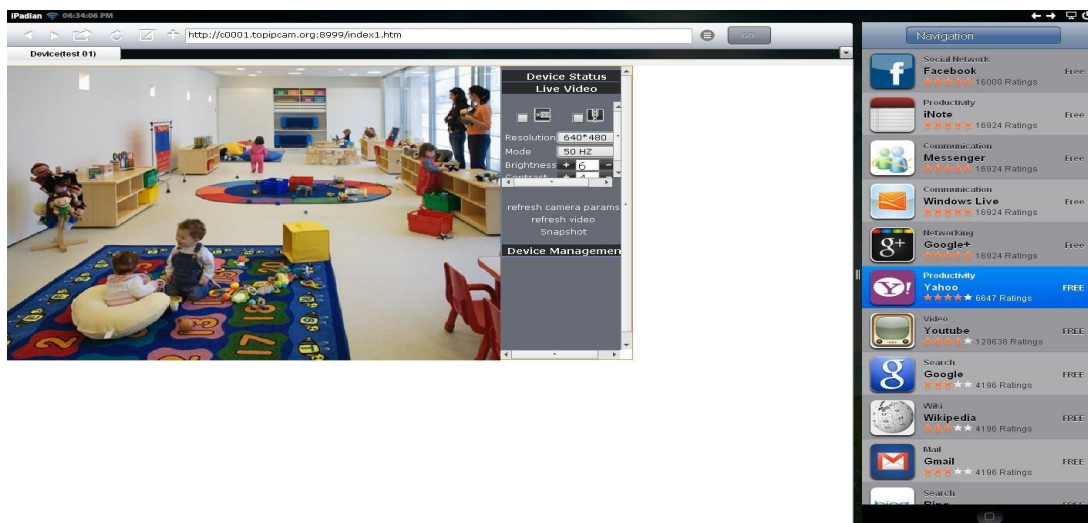 iPadian 06:34:06 PM
http://c0001.topipcam.org:8999/index1.htm
GO
Device(test 01)
Device Status
Live Video
Resolution 640*480
Mode 50 HZ
Brightness + 6 -
Contrast +
refresh camera params
refresh video
Snapshot
Device Managemen
Navigation
Social Network
Facebook Free
16000 Ratings
Productivity
iNote Free
16924 Ratings
Communication
Messenger Free
16924 Ratings
Communication
Windows Live Free
16924 Ratings
Networking
Google+ Free
16924 Ratings
Productivity
Yahoo FREE
6647 Ratings
Video
Youtube FREE
129638 Ratings
Search
Google FREE
4196 Ratings
Wiki
Wikipedia FREE
4196 Ratings
Mail
Gmail FREE
4196 Ratings
Search